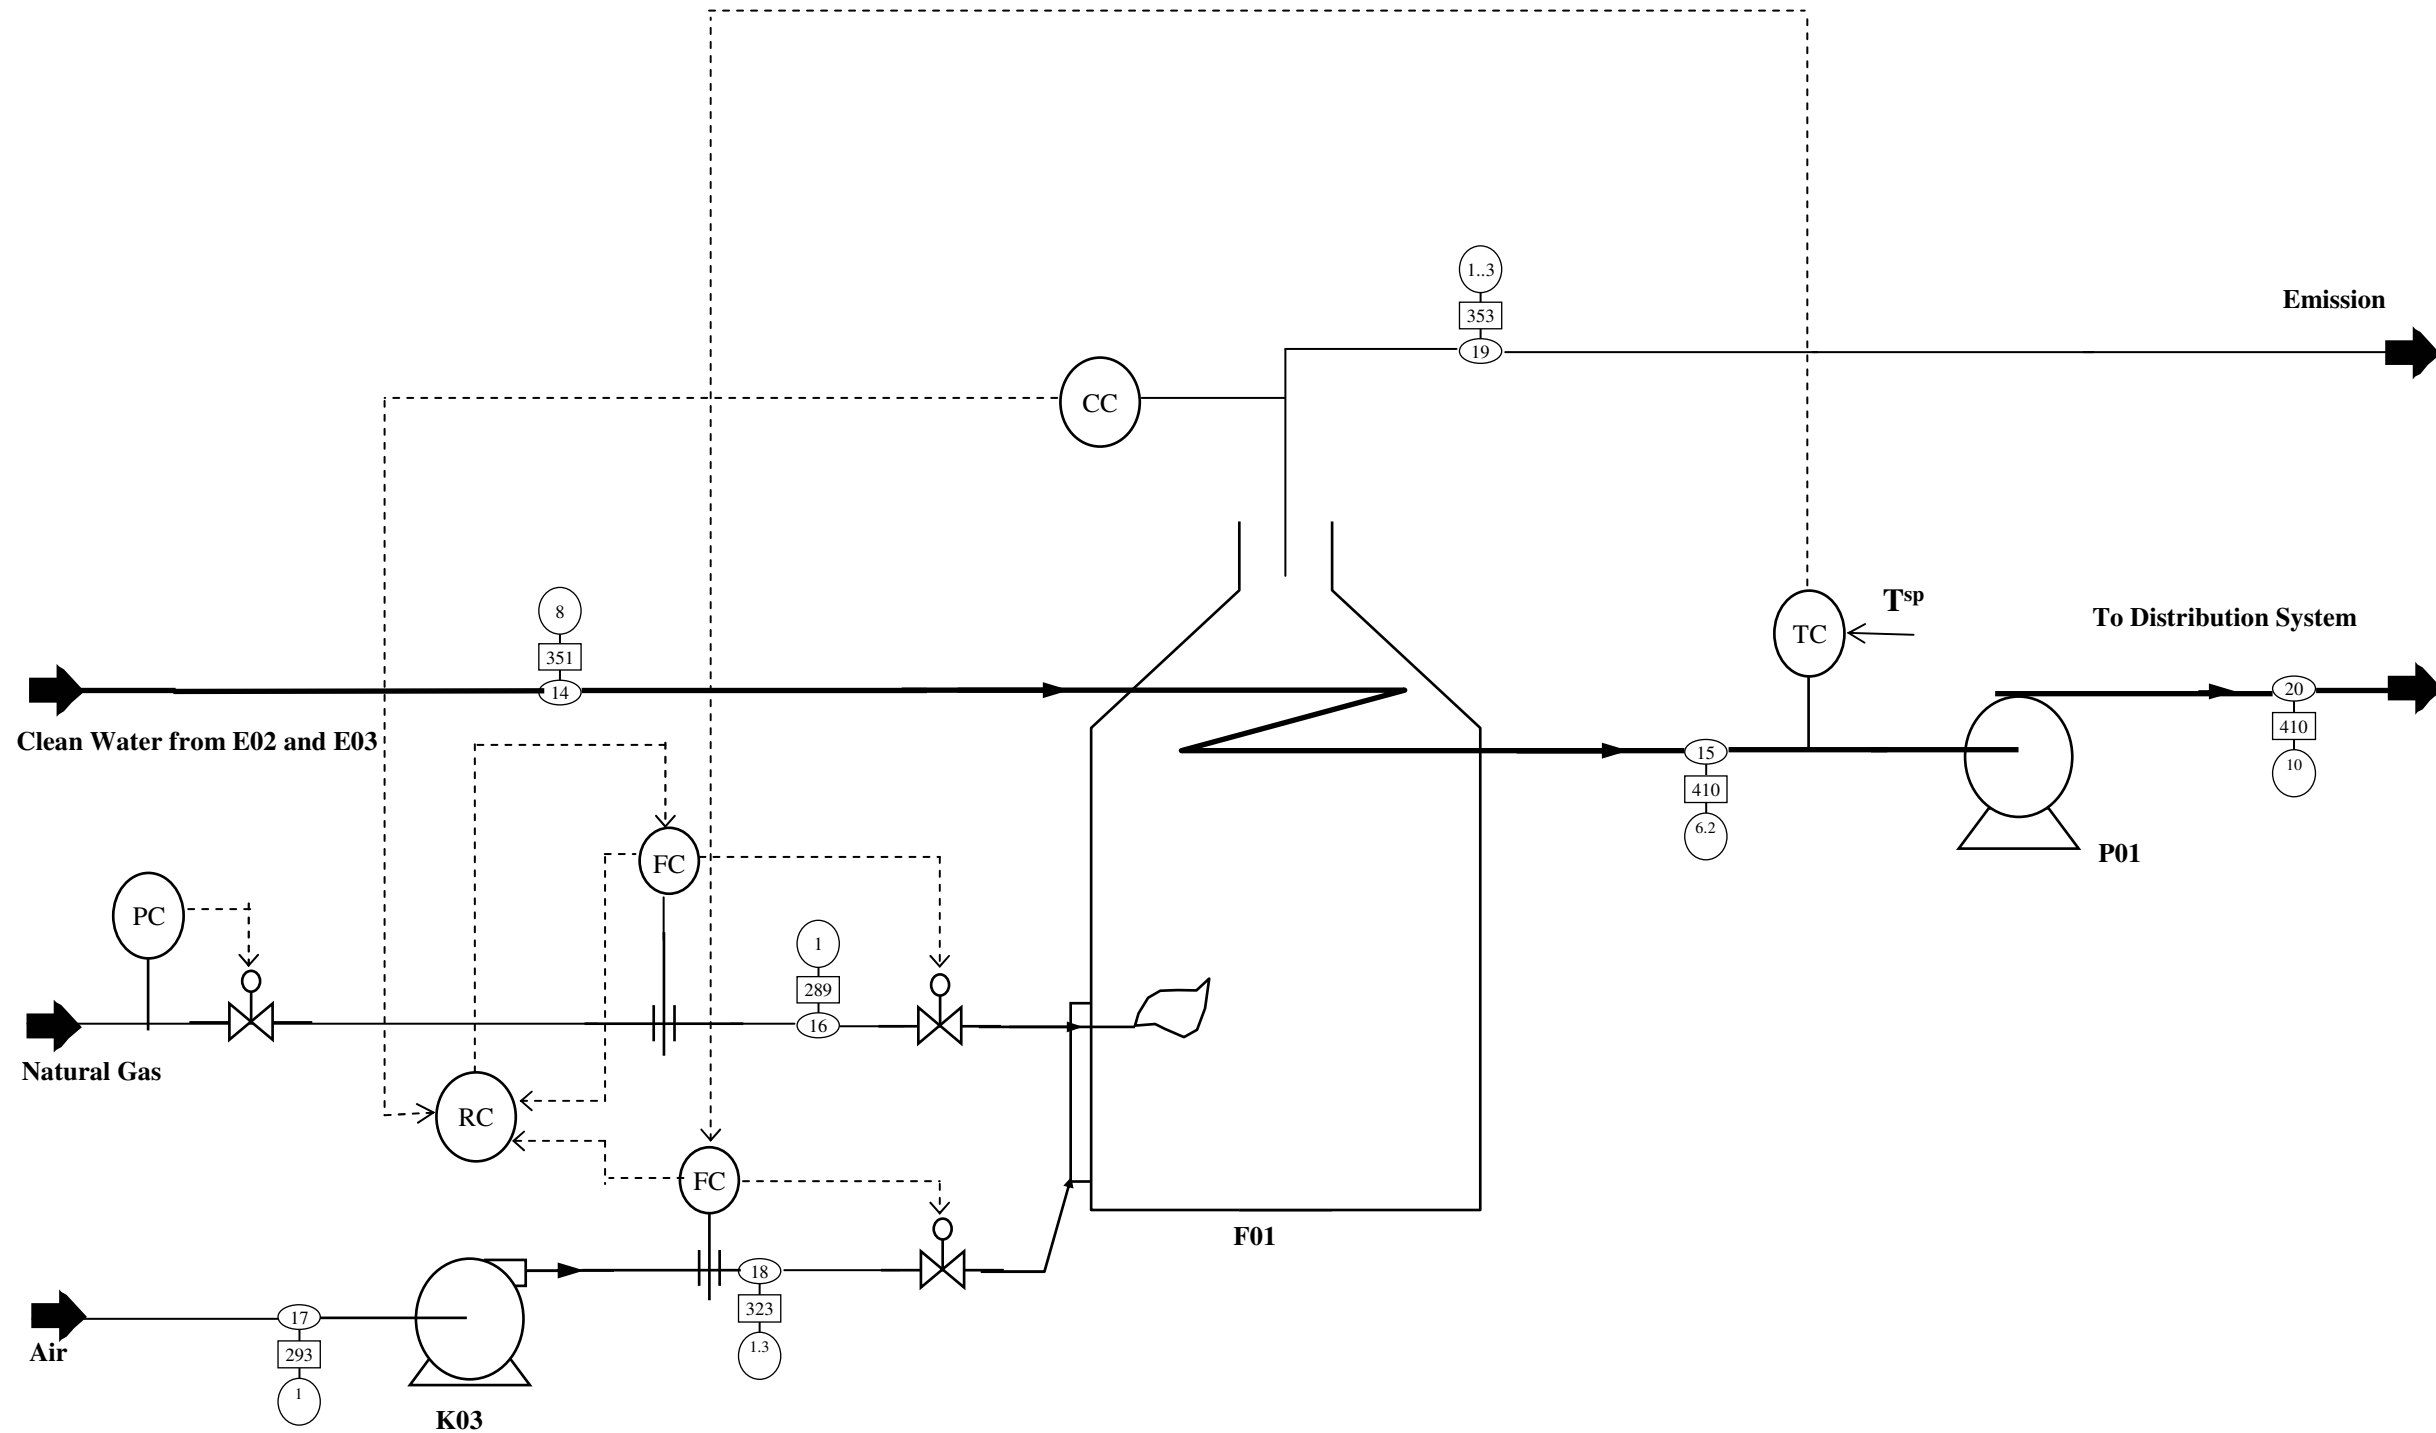 1..3
Emission
353
19
CC
Tsp
8
To Distribution System
TC
351
14
20
Clean Water from E02 and E03
15
410
410
10
6.2
FC
P01
PC
1
289
16
Natural Gas
RC
FC
F01
18
17
323
Air
293
1.3
1
K03